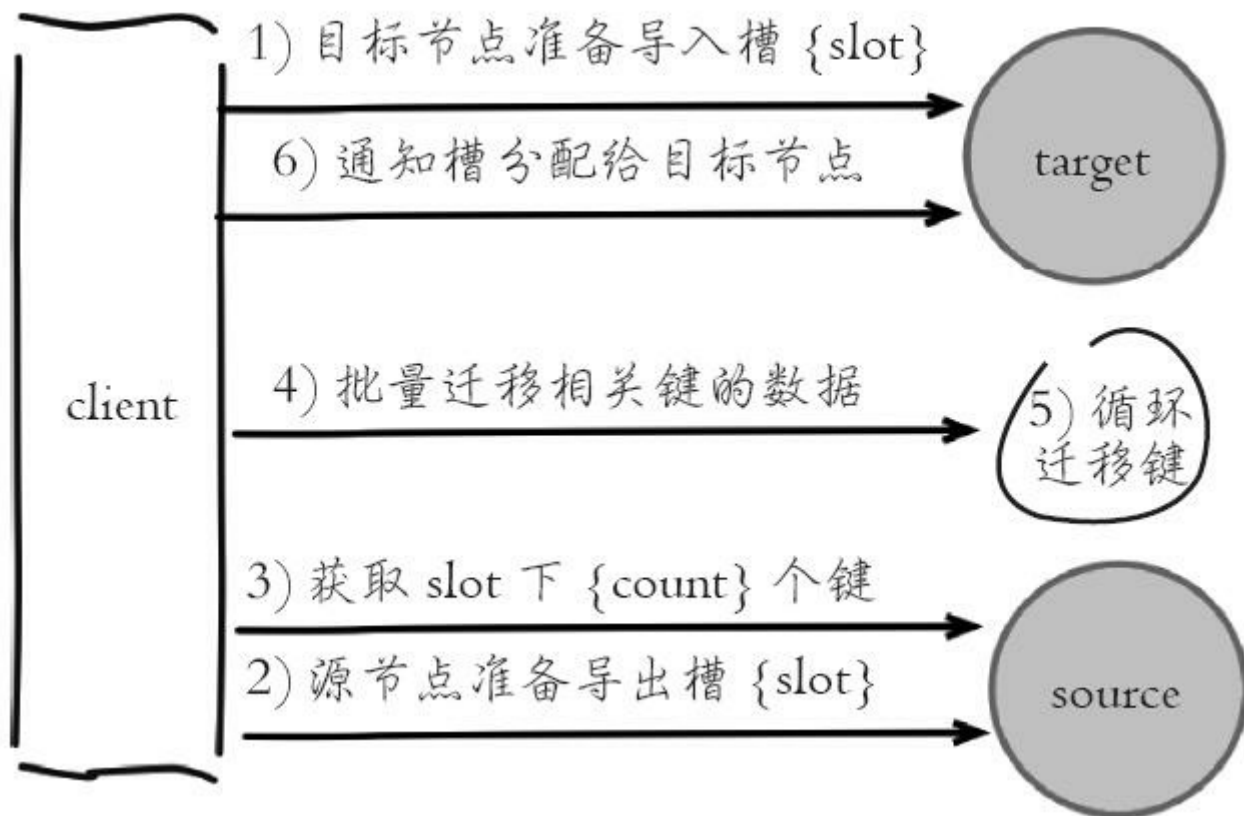 1) 目标节点准备导入槽 {slot}
6) 通知槽分配给目标节点
target
client
4) 批量迁移相关键的数据
5) 循环
迁移键
3) 获取 slot 下 {count} 个键
2) 源节点准备导出槽 {slot}
source